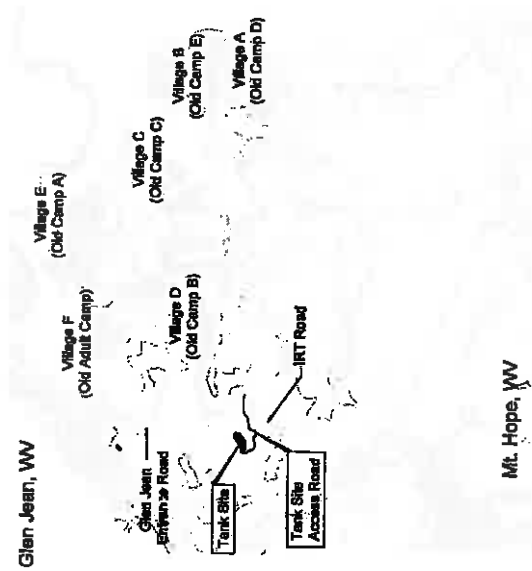 Glen Jean, WV
Village E
(Old Camp A)
Village F
(Old Adult Camp)
Village C
(Old Camp C)
Glen Jean
Entrance Road
Village B
(Old Camp E)
Village D
(Old Camp B)
Village A
(Old Camp D)
Tank Site
IRT Road
Tank Site
Access Road
Mt. Hope, WV